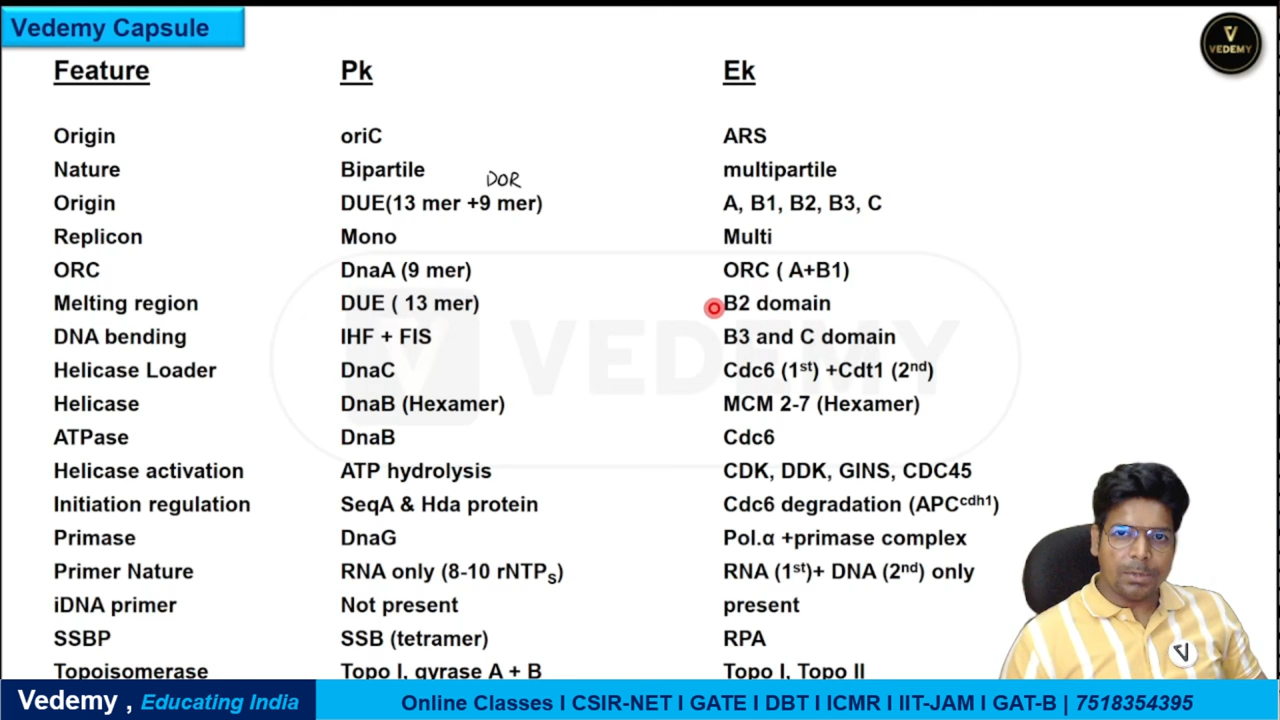 Vedemy Capsule
VEDEMY
Feature Pk Ek
Origin oriC ARS
Nature Bipartile multipartile
DOR
Origin DUE(13 mer +9 mer) A, B1, B2, B3, C
Replicon Mono Multi
ORC DnaA (9 mer) ORC ( A+B1)
Melting region DUE ( 13 mer) B2 domain
DNA bending IHF + FIS B3 and C domain
VEDEMY
Helicase Loader DnaC Cdc6 (1st) +Cdt1 (2nd)
Helicase DnaB (Hexamer) MCM 2-7 (Hexamer)
ATPase DnaB Cdc6
Helicase activation ATP hydrolysis CDK, DDK, GINS, CDC45
Initiation regulation SeqA & Hda protein Cdc6 degradation (APCcdh1)
Primase DnaG Pol.α +primase complex
Primer Nature RNA only (8-10 rNTPS) RNA (1st)+ DNA (2nd) only
iDNA primer Not present present
SSBP SSB (tetramer) RPA
Topoisomerase Topo I, gyrase A + B Topo I, Topo II
Vedemy , Educating India Online Classes I CSIR-NET I GATE I DBT I ICMR I IIT-JAM I GAT-B | 7518354395